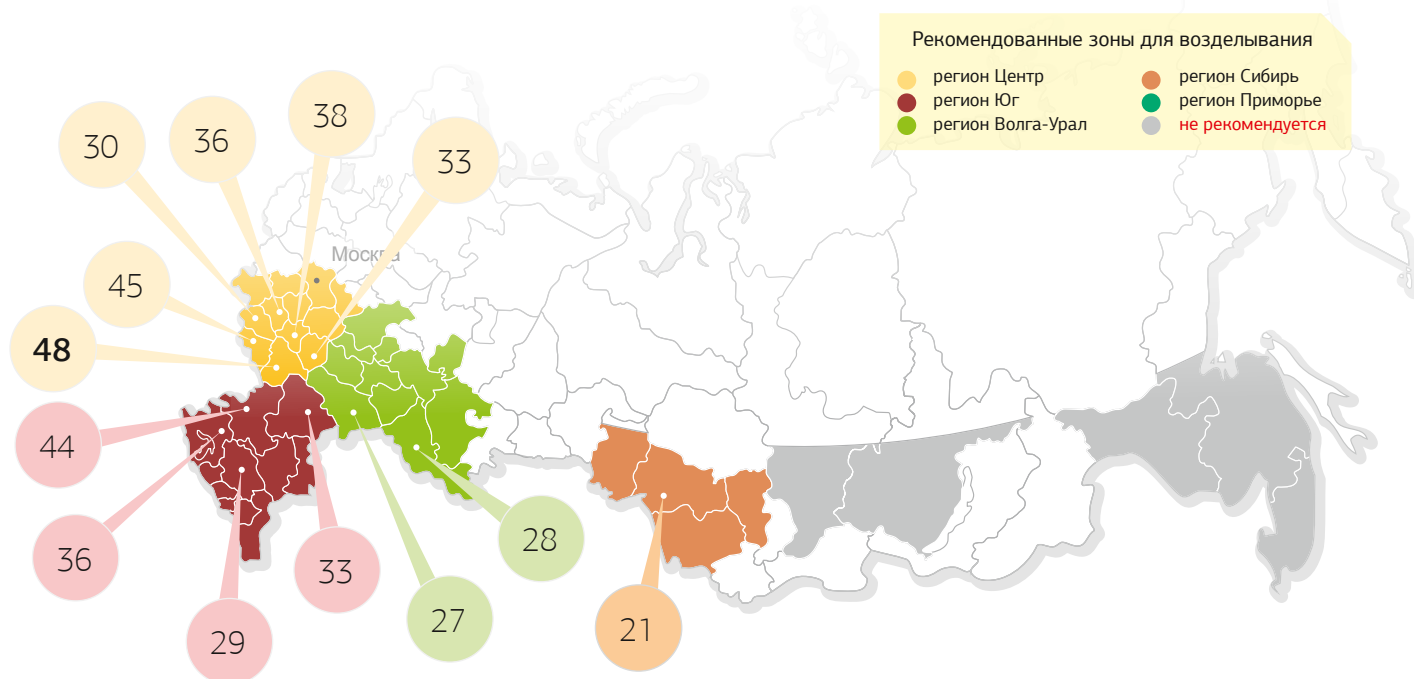 Рекомендованные зоны для возделывания
регион Центр
регион Юг
регион Волга-Урал
регион Сибирь
регион Приморье
не рекомендуется
38
36
30
33
Москва
45
48
44
36
29
33
27
28
21